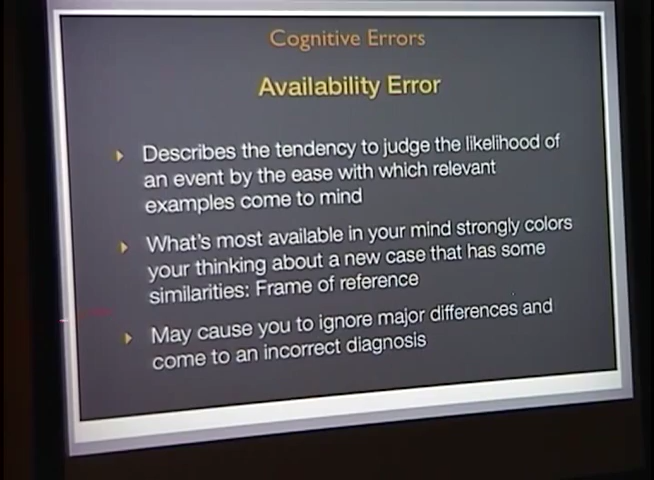 Cognitive Errors
Availability Error
Describes the tendency to judge the likelihood of
an event by the ease with which relevant
examples come to mind
What's most available in your mind strongly colors
your thinking about a new case that has some
similarities: Frame of reference
May cause you to ignore major differences and
come to an incorrect diagnosis